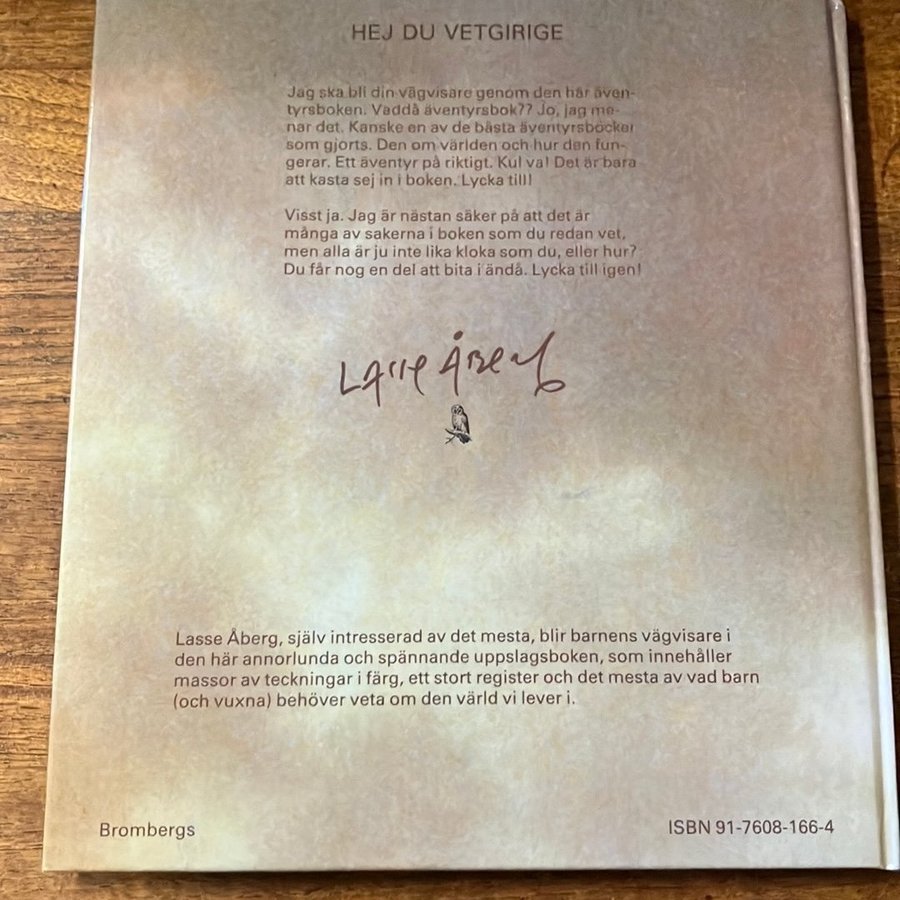 HEJ DU VETGIRIGE
Jag ska bli din vägvisare genom den här även-
tyrsboken. Vaddå äventyrsbok?? Jo, jag me-
nar det. Kanske en av de bästa äventyrsböcker
som gjorts. Den om världen och hur den fun-
gerar. Ett äventyr på riktigt. Kul va! Det är bara
att kasta sej in i boken. Lycka till!
Visst ja. Jag är nästan säker på att det är
många av sakerna i boken som du redan vet,
men alla är ju inte lika kloka som du, eller hur?
Du får nog en del att bita i ändå. Lycka till igen!
Lasse Åberg
Lasse Åberg, själv intresserad av det mesta, blir barnens vägvisare i
den här annorlunda och spännande uppslagsboken, som innehåller
massor av teckningar i färg, ett stort register och det mesta av vad barn
(och vuxna) behöver veta om den värld vi lever i.
Brombergs
ISBN 91-7608-166-4